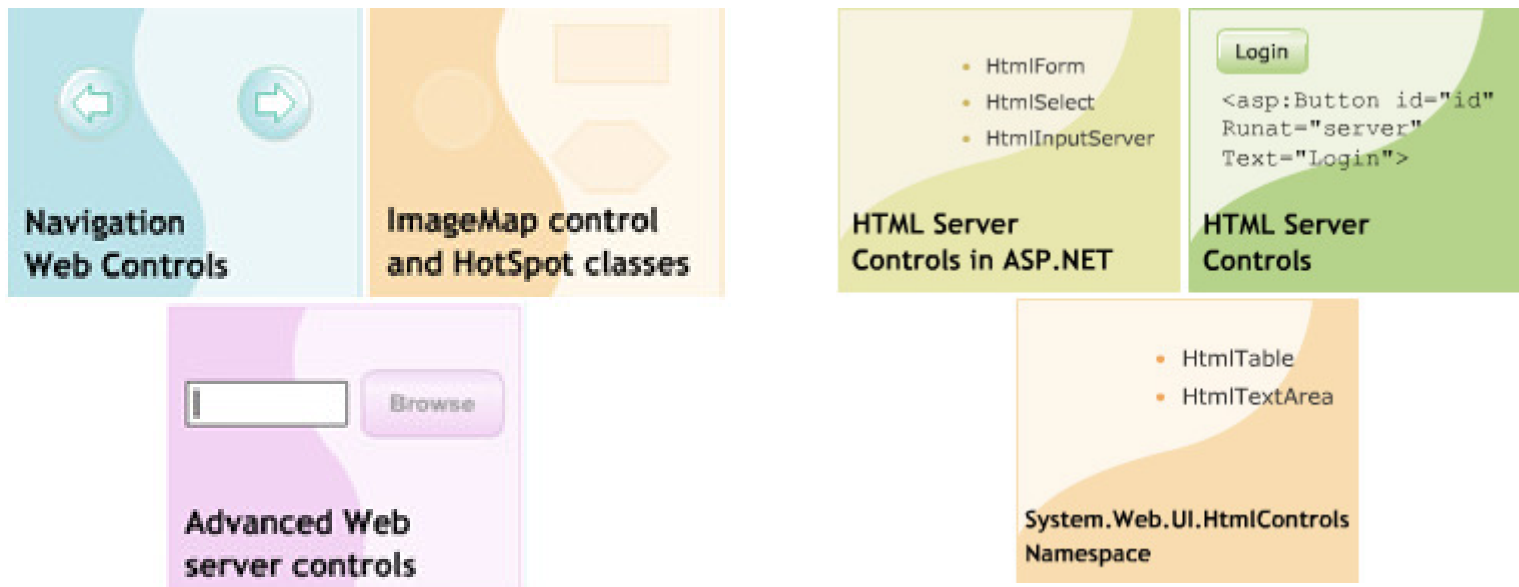 Navigation
Web Controls
ImageMap control
and HotSpot classes
Browse
Advanced Web
server controls
• HtmlForm
• HtmlSelect
• HtmlInputServer
HTML Server
Controls in ASP.NET
Login
<asp:Button id="id"
Runat="server"
Text="Login">
HTML Server
Controls
• HtmlTable
• HtmlTextArea
System.Web.UI.HtmlControls
Namespace